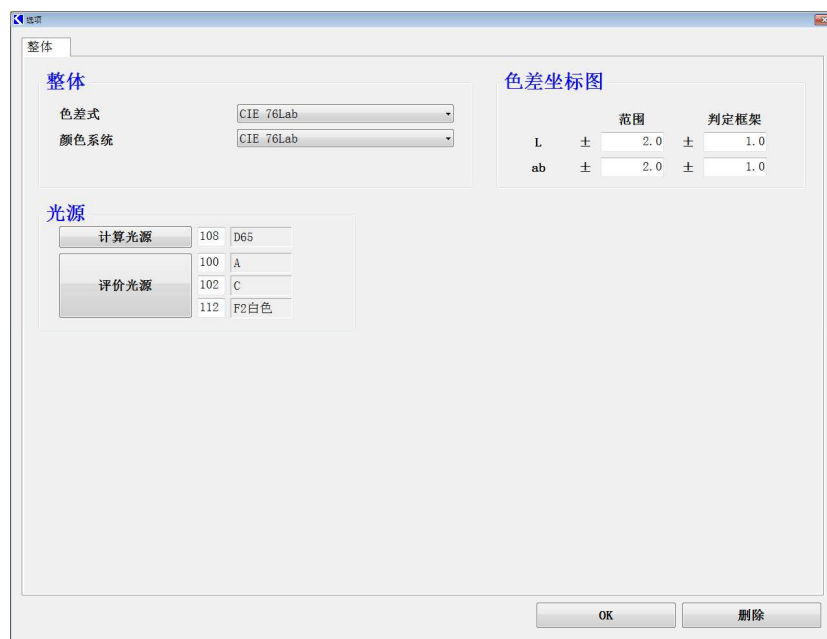 选项
整体
整体
色差式 CIE 76Lab
颜色系统 CIE 76Lab
色差坐标图
范围 判定框架
L ± 2.0 ± 1.0
ab ± 2.0 ± 1.0
光源
计算光源 108 D65
评价光源
100 A
102 C
112 F2白色
OK 删除